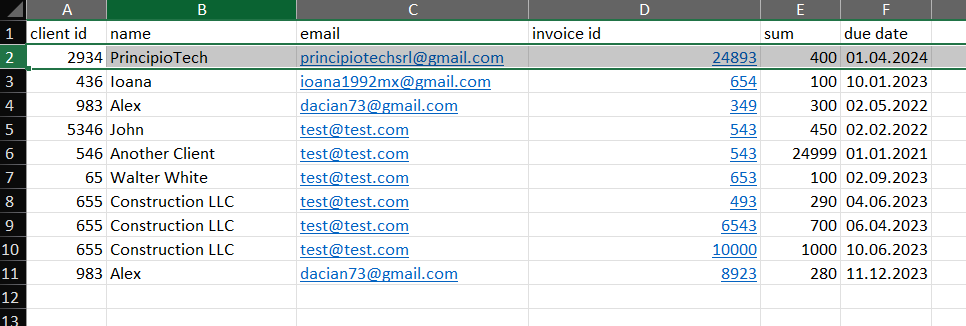 A B C D E F
1 client id name email invoice id sum due date
2 2934 PrincipioTech principiotechsrl@gmail.com 24893 400 01.04.2024
3 436 Ioana ioana1992mx@gmail.com 654 100 10.01.2023
4 983 Alex dacian73@gmail.com 349 300 02.05.2022
5 5346 John test@test.com 543 450 02.02.2022
6 546 Another Client test@test.com 543 24999 01.01.2021
7 65 Walter White test@test.com 653 100 02.09.2023
8 655 Construction LLC test@test.com 493 290 04.06.2023
9 655 Construction LLC test@test.com 6543 700 06.04.2023
10 655 Construction LLC test@test.com 10000 1000 10.06.2023
11 983 Alex dacian73@gmail.com 8923 280 11.12.2023
12
13